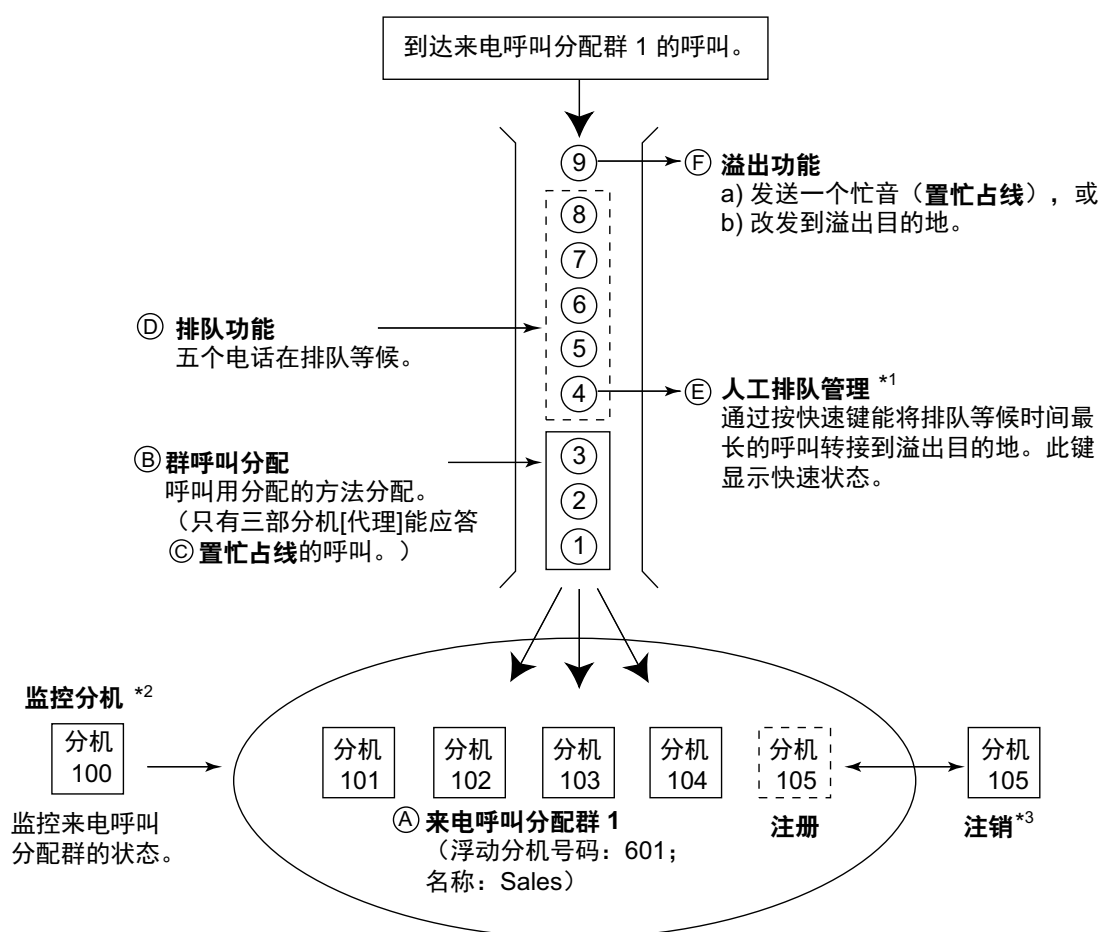 到达来电呼叫分配群 1 的呼叫。
⑨
Ⓕ 溢出功能
a) 发送一个忙音（置忙占线），或
b) 改发到溢出目的地。
⑧
⑦
⑥
⑤
④
Ⓓ 排队功能
五个电话在排队等候。
Ⓔ 人工排队管理 *1
通过按快速键能将排队等候时间最
长的呼叫转接到溢出目的地。此键
显示快速状态。
③
②
①
Ⓑ 群呼叫分配
呼叫用分配的方法分配。
（只有三部分机[代理]能应答
Ⓒ 置忙占线的呼叫。）
监控分机 *2
分机
100
监控来电呼叫
分配群的状态。
分机
101
分机
102
分机
103
分机
104
分机
105
注册
分机
105
注销*3
Ⓐ 来电呼叫分配群 1
（浮动分机号码：601；
名称：Sales）